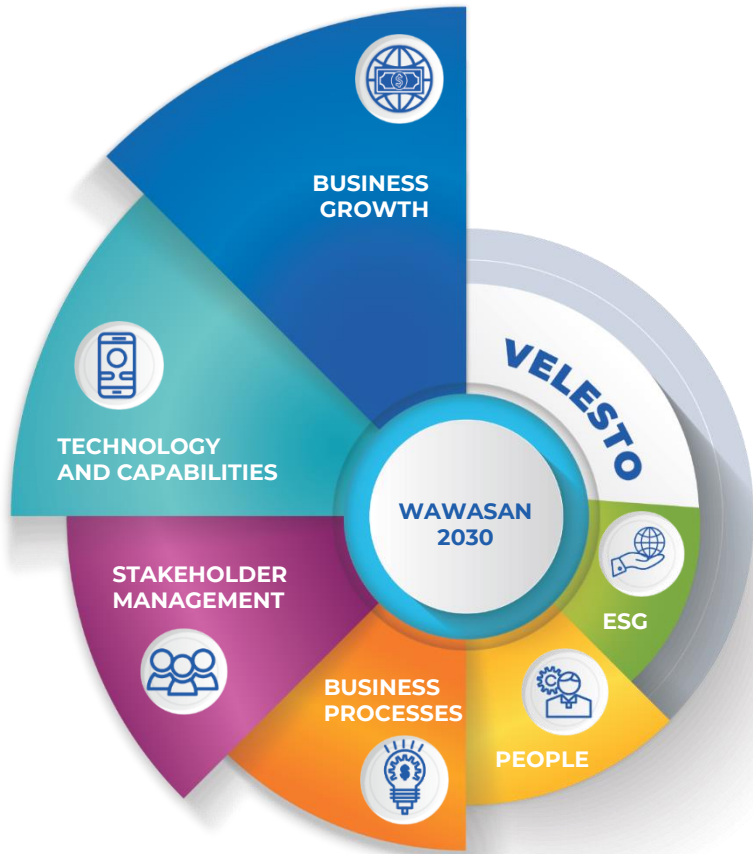 BUSINESS
GROWTH
VELESTO
TECHNOLOGY
AND CAPABILITIES
WAWASAN
2030
STAKEHOLDER
MANAGEMENT
ESG
BUSINESS
PROCESSES
PEOPLE